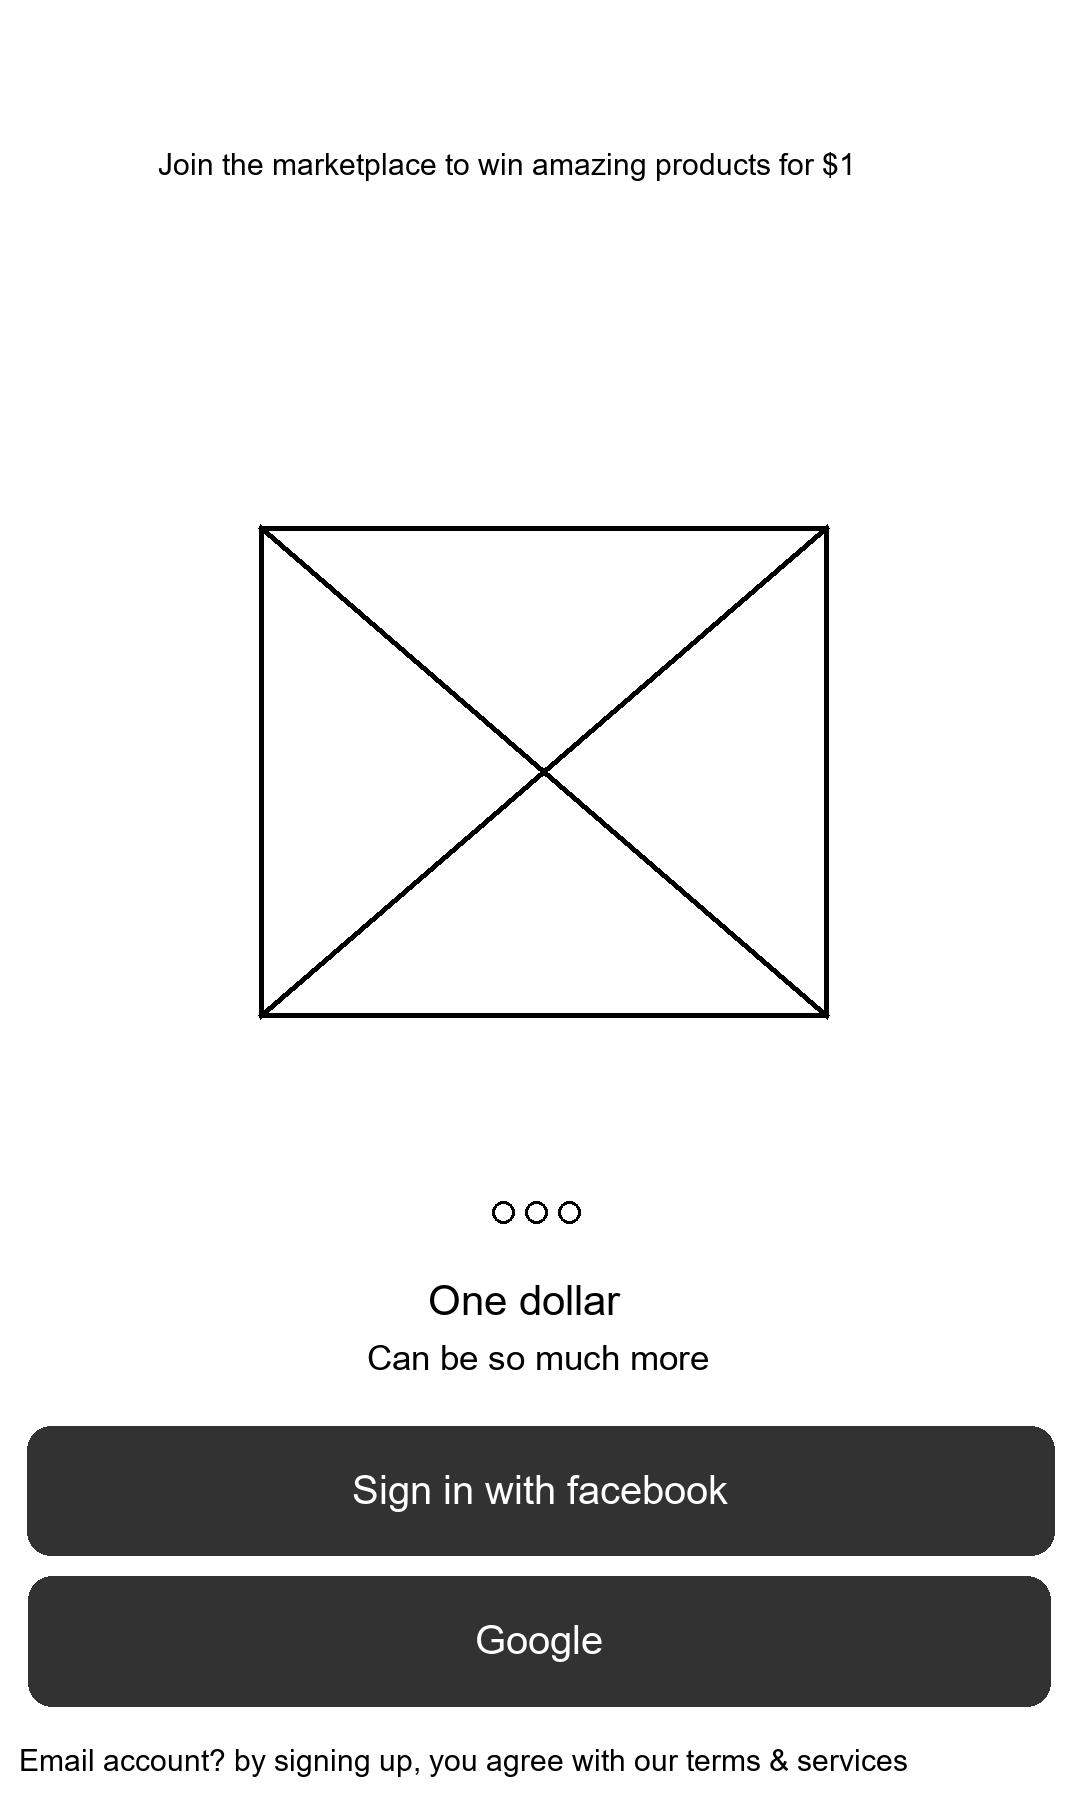 Join the marketplace to win amazing products for $1
One dollar
Can be so much more
Sign in with facebook
Google
Email account? by signing up, you agree with our terms & services